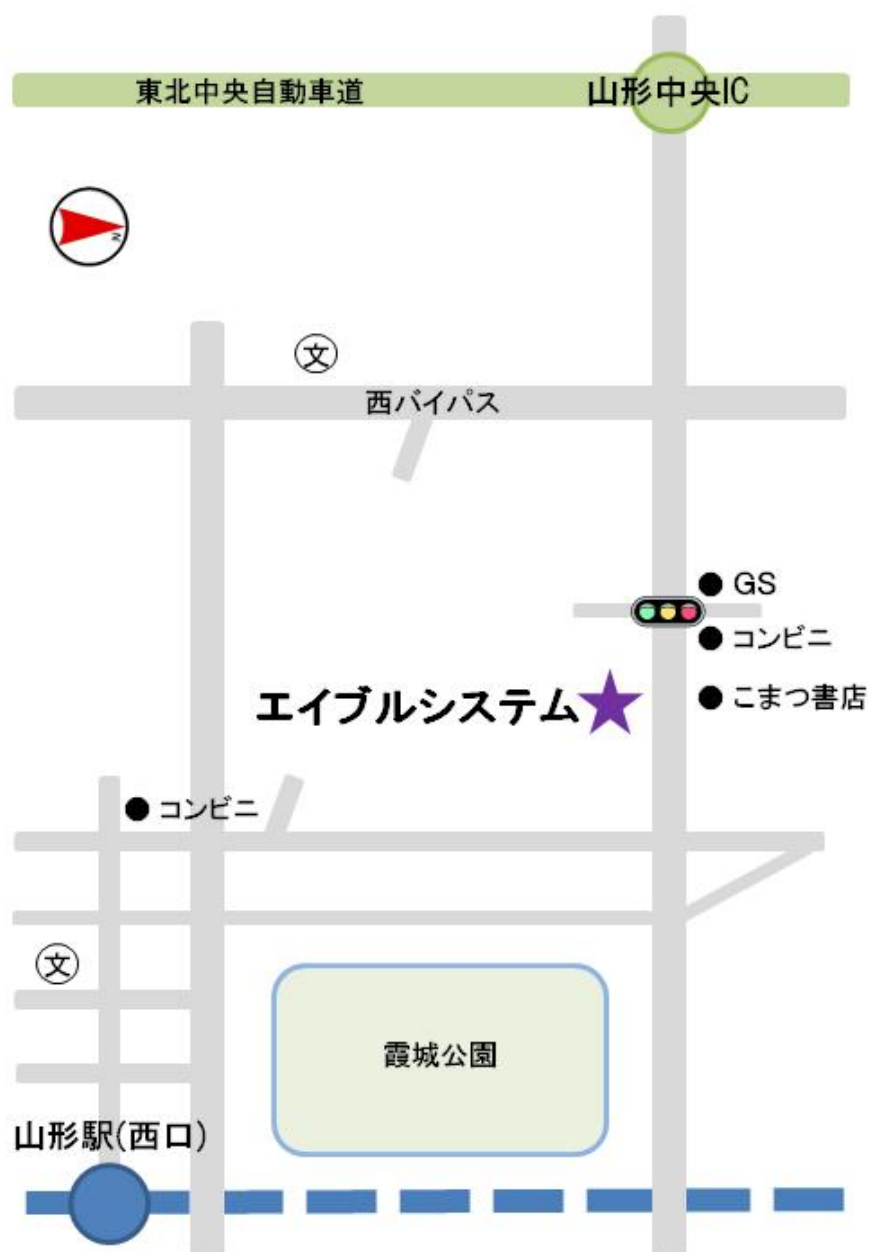 東北中央自動車道
山形中央IC
N
文
西バイパス
GS
コンビニ
エイブルシステム
こまつ書店
コンビニ
文
霞城公園
山形駅(西口)